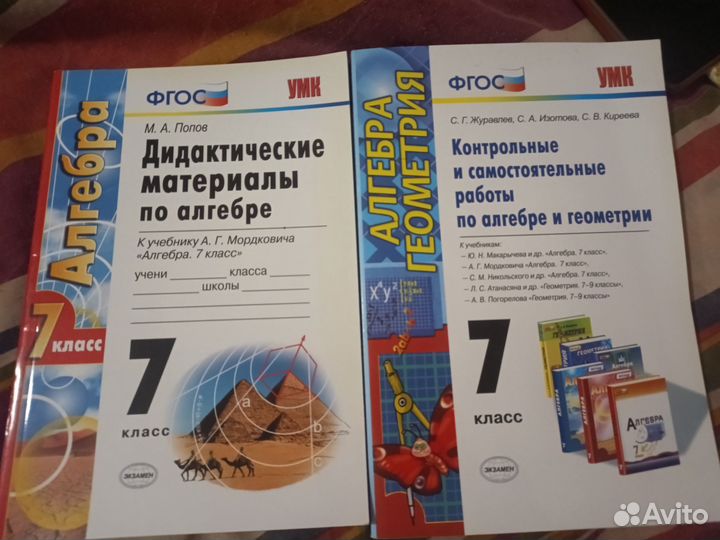 Алгебра
7 класс
ФГОС
УМК
М. А. Попов
Дидактические
материалы
по алгебре
К учебнику А. Г. Мордковича
«Алгебра. 7 класс»
учени класса
школы
7
класс
a
b
c
ЭКЗАМЕН
АЛГЕБРА
ГЕОМЕТРИЯ
ФГОС
УМК
С. Г. Журавлев, С. А. Изотова, С. В. Киреева
Контрольные
и самостоятельные
работы
по алгебре и геометрии
К учебникам:
– Ю. Н. Макарычева и др. «Алгебра. 7 класс»,
– А. Г. Мордковича «Алгебра. 7 класс»,
– С. М. Никольского и др. «Алгебра. 7 класс»,
– Л. С. Атанасяна и др. «Геометрия. 7–9 классы»,
– А. В. Погорелова «Геометрия. 7–9 классы»
7
класс
ГЕОМЕТРИЯ
АЛГЕБРА
7
ЭКЗАМЕН
Avito